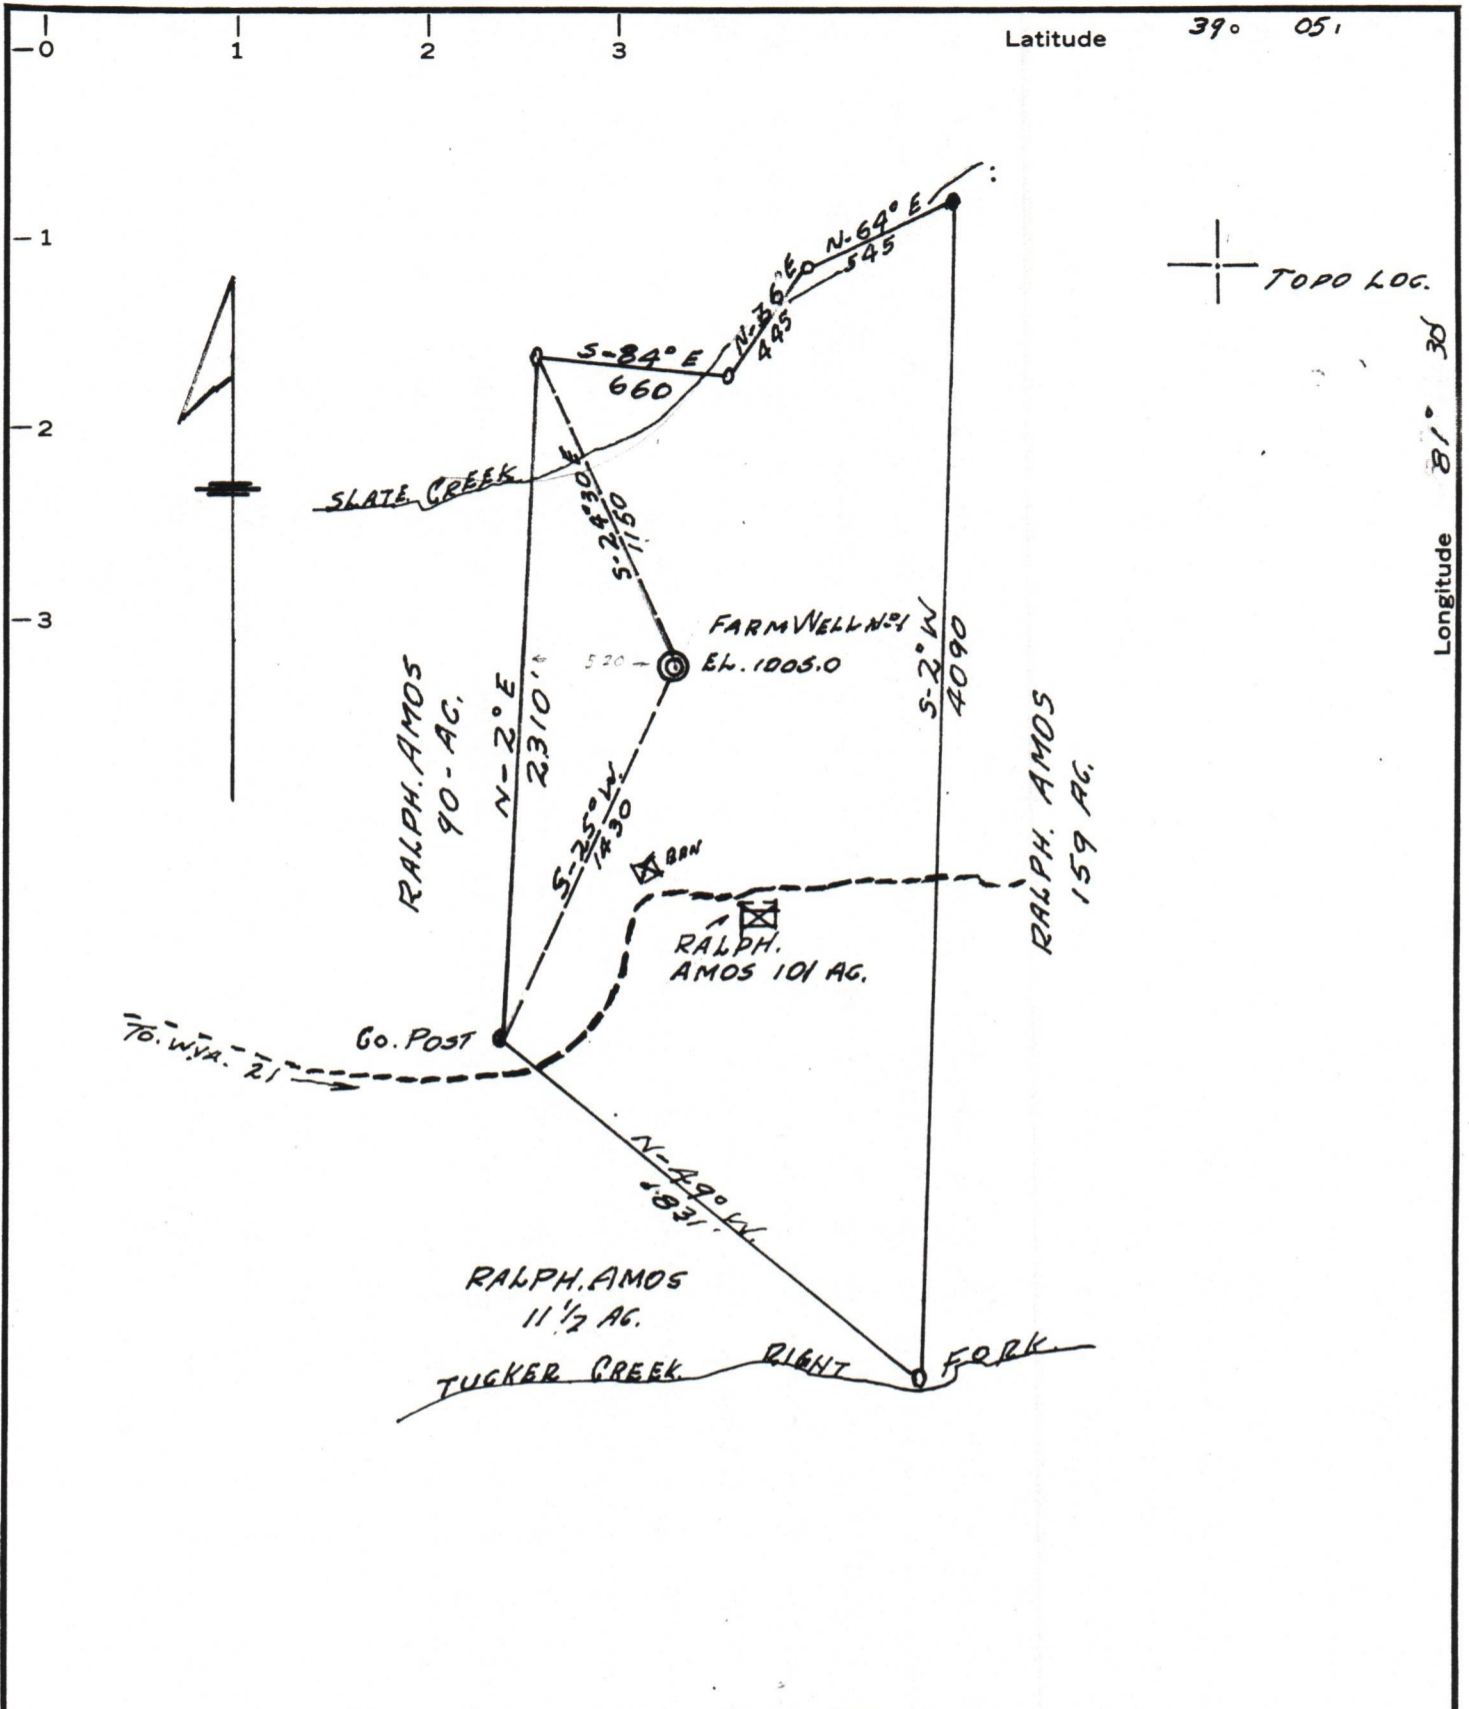 0 1 2 3
Latitude 39° 05'
1
N-64° E
545
TOPO LOG.
N-36° E
445
S-84° E
660
Longitude 81° 30'
2
SLATE CREEK
S-24°30 E
1150
3
FARM WELL No 1
520
EL. 1005.0
S-2° W
4090
N-2° E
2310'
RALPH. AMOS
90-AC.
RALPH. AMOS
159 AC.
S-25° W.
1430
BRN
RALPH.
AMOS 101 AC.
TO. W.VA. 21
Co. POST
N-49° W.
1831
RALPH. AMOS
11 1/2 AC.
TUCKER CREEK. RIGHT FORK.